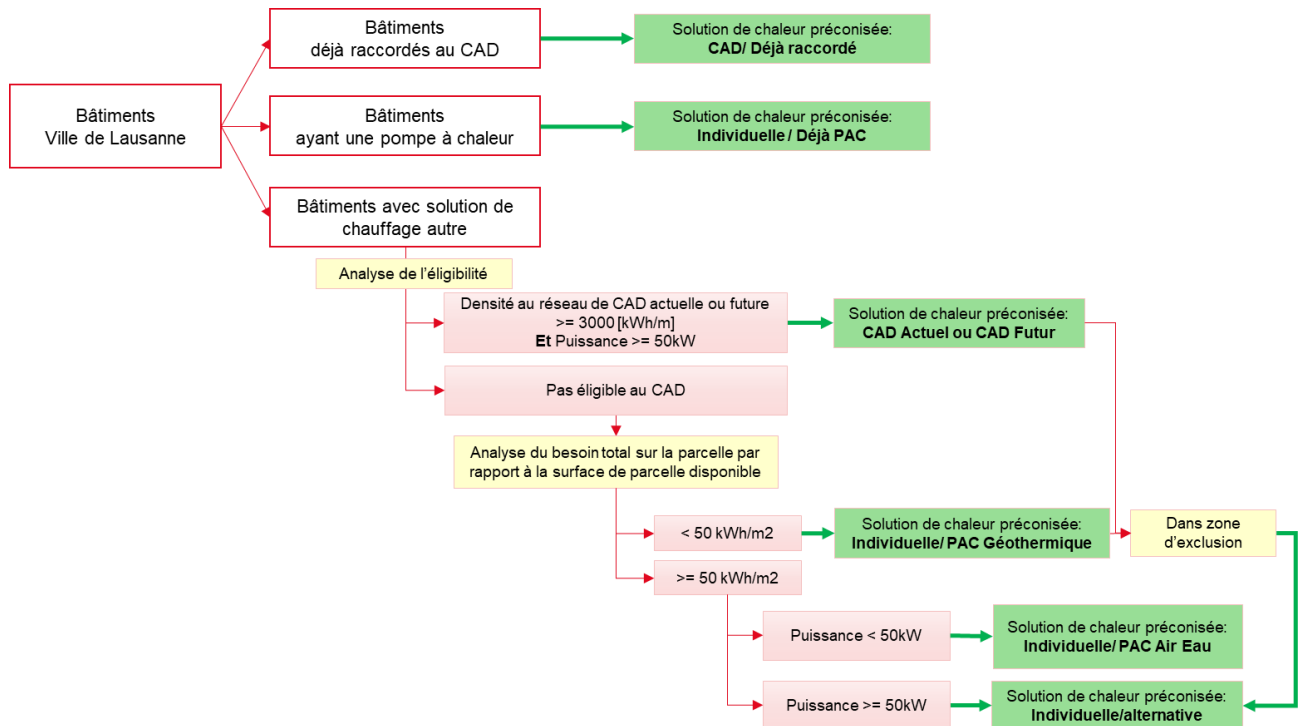 Bâtiments
déjà raccordés au CAD
Solution de chaleur préconisée:
CAD/ Déjà raccordé
Bâtiments
Ville de Lausanne
Bâtiments
ayant une pompe à chaleur
Solution de chaleur préconisée:
Individuelle / Déjà PAC
Bâtiments avec solution de
chauffage autre
Analyse de l'éligibilité
Densité au réseau de CAD actuelle ou future
>= 3000 [kWh/m]
Et Puissance >= 50kW
Solution de chaleur préconisée:
CAD Actuel ou CAD Futur
Pas éligible au CAD
Analyse du besoin total sur la parcelle par
rapport à la surface de parcelle disponible
< 50 kWh/m2
Solution de chaleur préconisée:
Individuelle/ PAC Géothermique
Dans zone
d'exclusion
>= 50 kWh/m2
Puissance < 50kW
Solution de chaleur préconisée:
Individuelle/ PAC Air Eau
Puissance >= 50kW
Solution de chaleur préconisée:
Individuelle/alternative